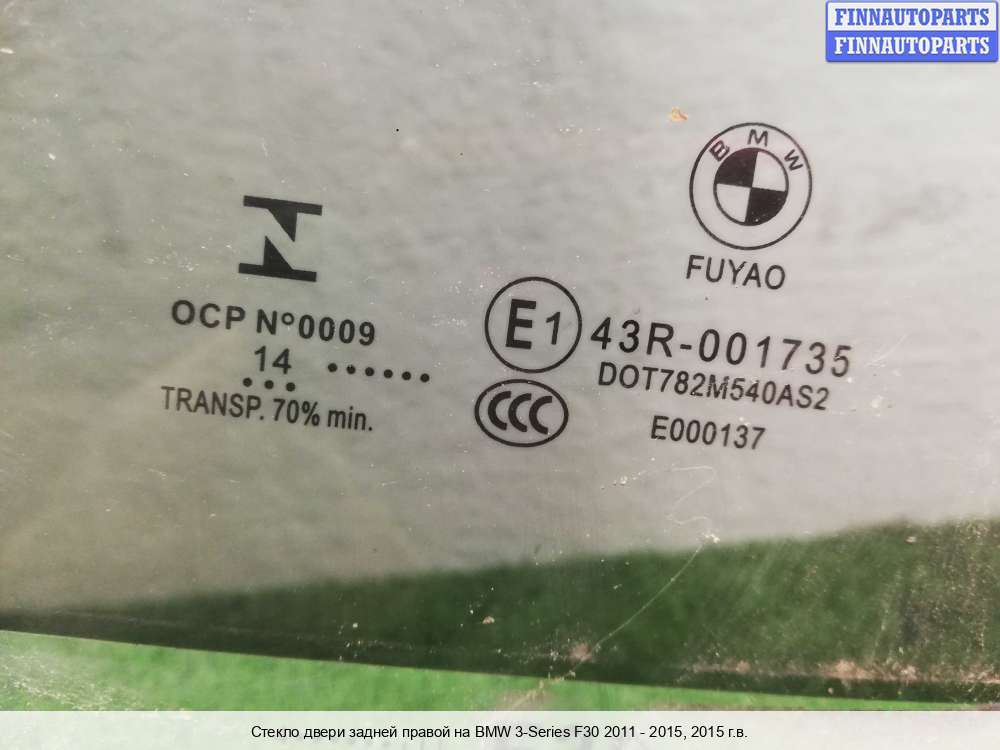 FINNAUTOPARTS
FINNAUTOPARTS
BMW
FUYAO
OCP Nº0009
14
TRANSP. 70% min.
E1 43R-001735
DOT782M540AS2
CCC
E000137
Стекло двери задней правой на BMW 3-Series F30 2011 - 2015, 2015 г.в.